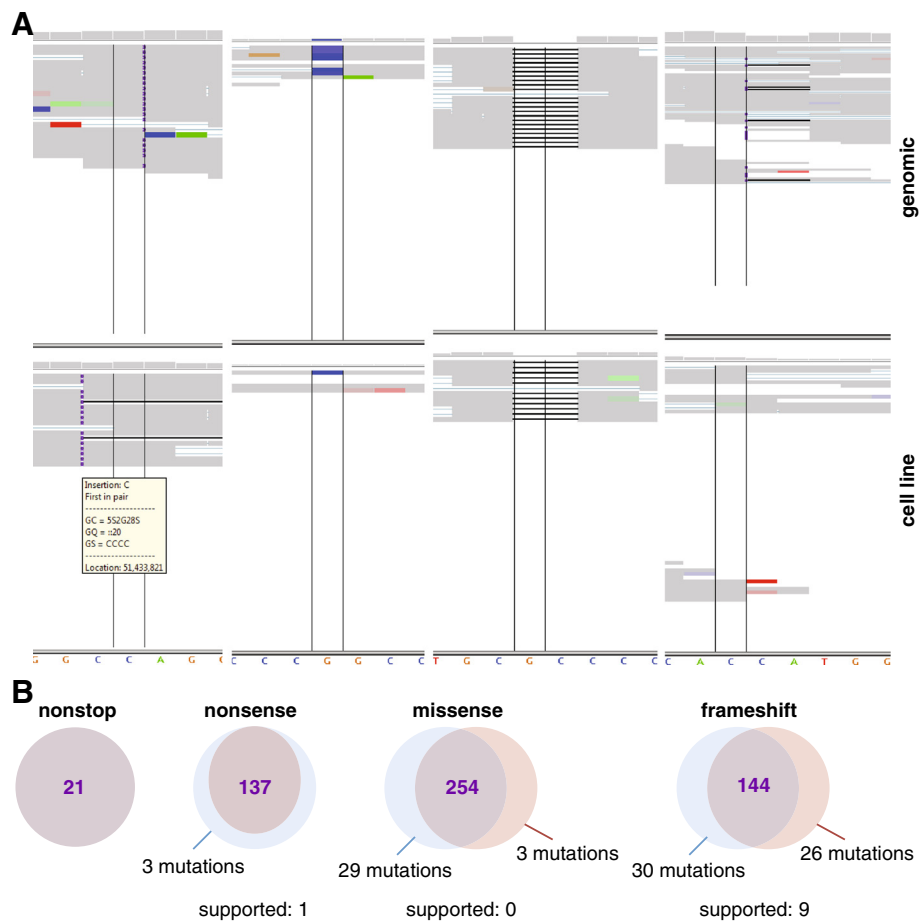 A
genomic
cell line
Insertion: C
First in pair
----------------------
GC = 5S2G28S
GQ = ::20
GS = CCCC
----------------------
Location: 51,433,821
G G C C A G
C C C G G C C
T G C G C C C C
C A C C A T G G
B
nonstop
nonsense
missense
frameshift
21
137
254
144
3 mutations
29 mutations
3 mutations
30 mutations
26 mutations
supported: 1
supported: 0
supported: 9